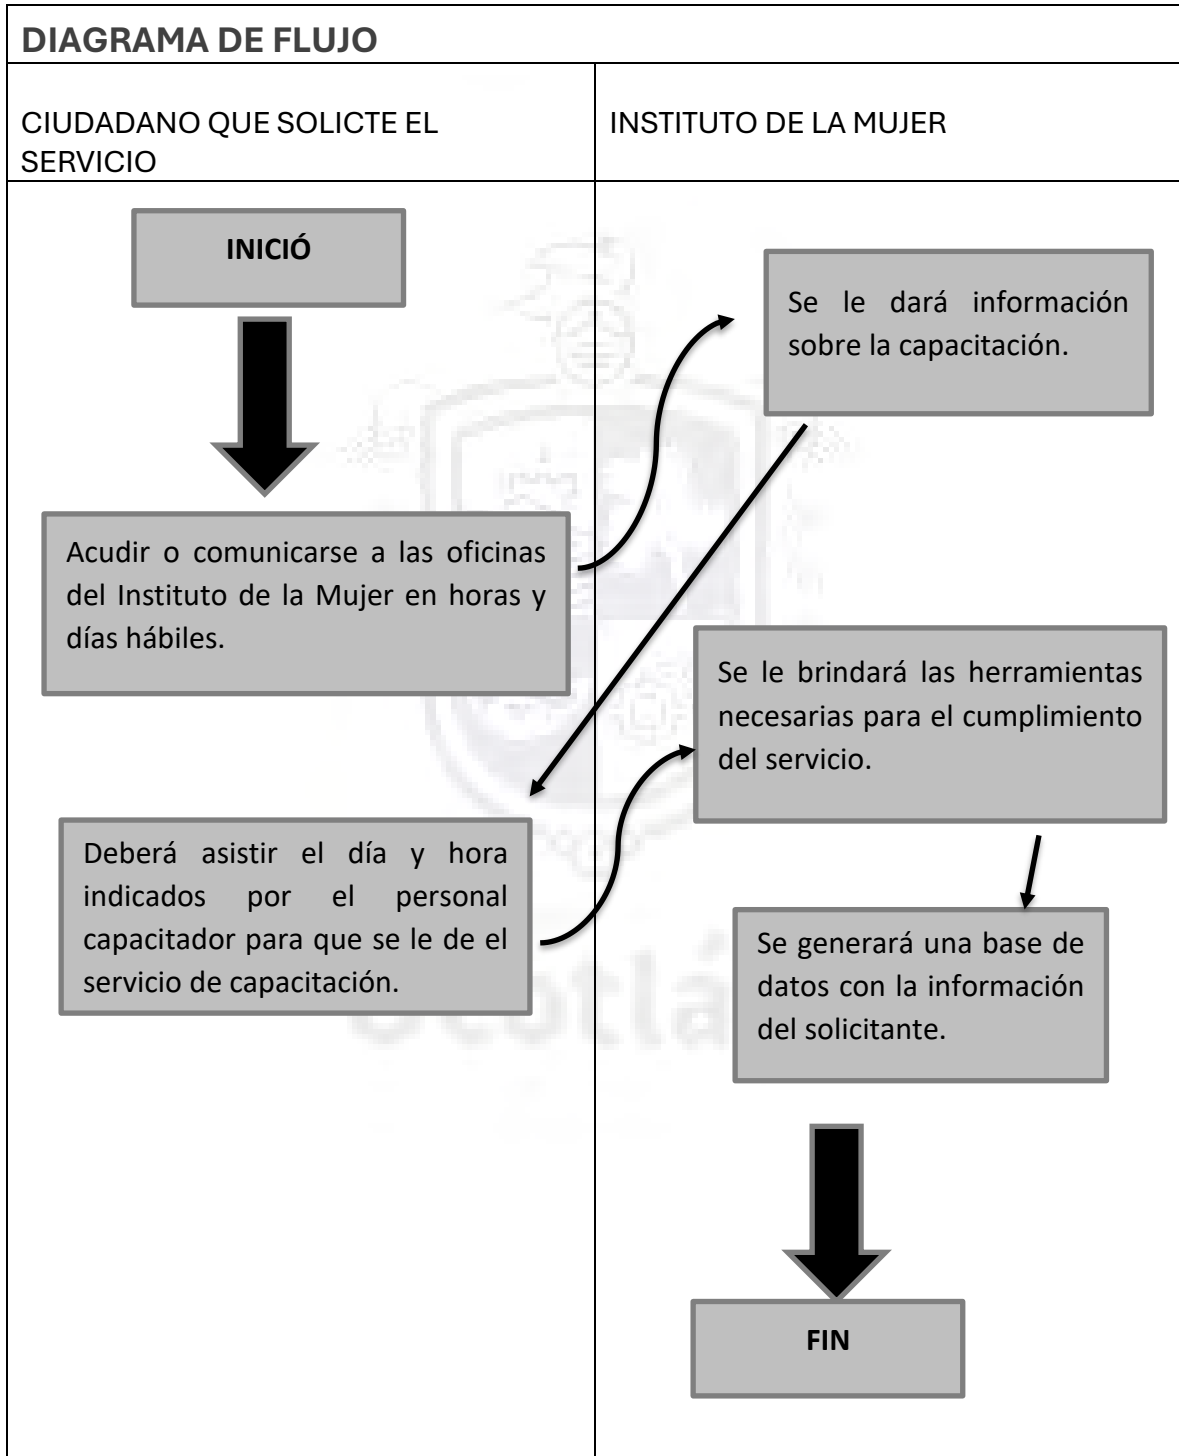 DIAGRAMA DE FLUJO
CIUDADANO QUE SOLICTE EL
SERVICIO
INSTITUTO DE LA MUJER
INICIÓ
Se le dará información
sobre la capacitación.
Acudir o comunicarse a las oficinas
del Instituto de la Mujer en horas y
días hábiles.
Deberá asistir el día y hora
indicados por el personal
capacitador para que se le de el
servicio de capacitación.
Se le brindará las herramientas
necesarias para el cumplimiento
del servicio.
Se generará una base de
datos con la información
del solicitante.
FIN
Ocotlán